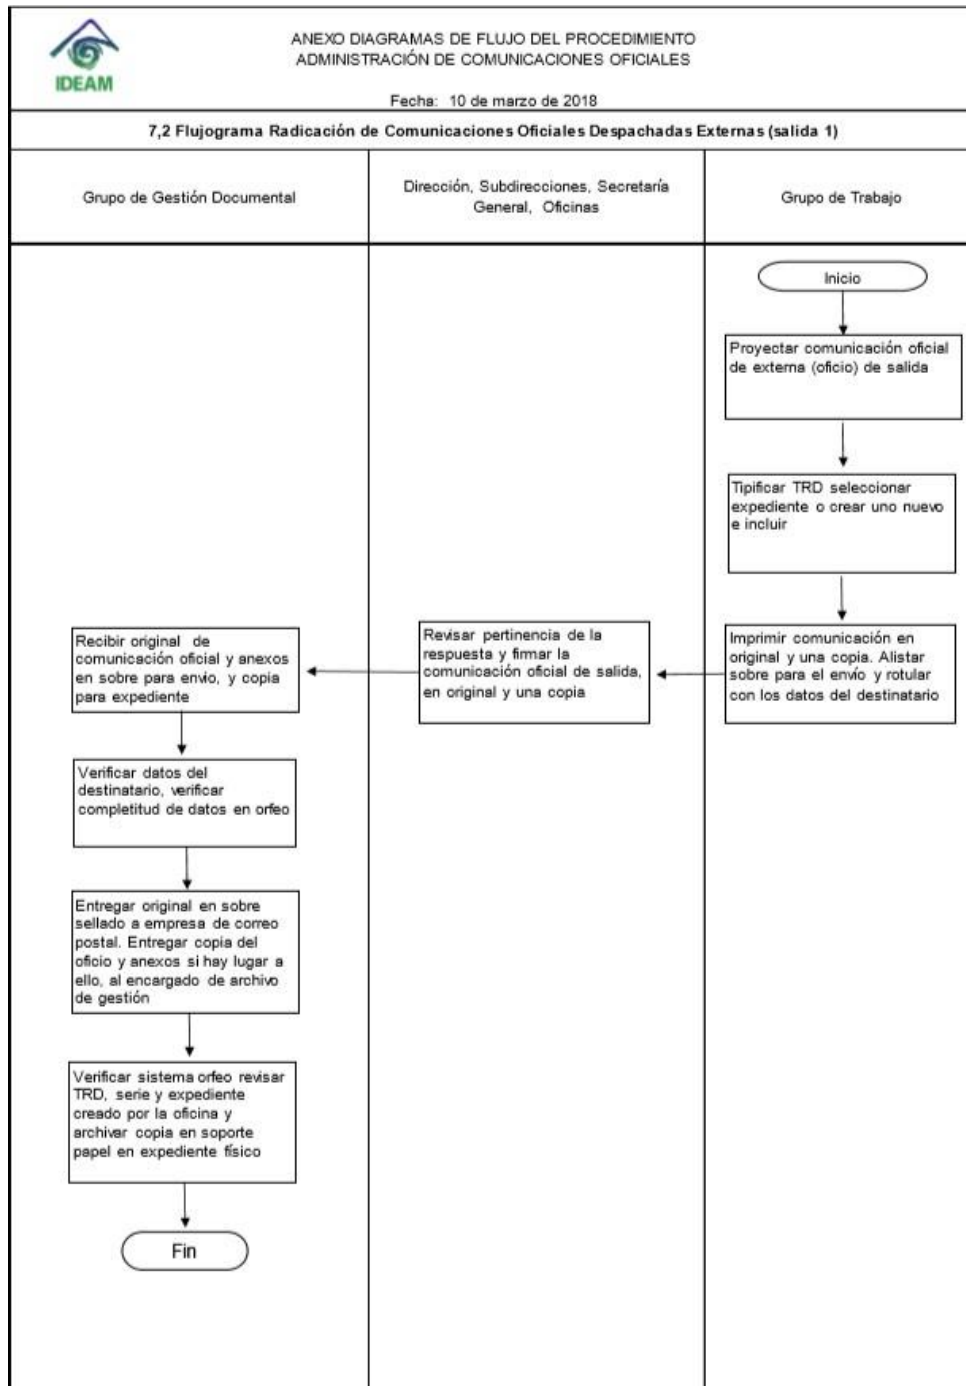 IDEAM
ANEXO DIAGRAMAS DE FLUJO DEL PROCEDIMIENTO
ADMINISTRACIÓN DE COMUNICACIONES OFICIALES
Fecha: 10 de marzo de 2018
7,2 Flujograma Radicación de Comunicaciones Oficiales Despachadas Externas (salida 1)
Grupo de Gestión Documental
Dirección, Subdirecciones, Secretaría
General, Oficinas
Grupo de Trabajo
Inicio
Proyectar comunicación oficial
de externa (oficio) de salida
Tipificar TRD seleccionar
expediente o crear uno nuevo
e incluir
Imprimir comunicación en
original y una copia. Alistar
sobre para el envío y rotular
con los datos del destinatario
Revisar pertinencia de la
respuesta y firmar la
comunicación oficial de salida,
en original y una copia
Recibir original de
comunicación oficial y anexos
en sobre para envio, y copia
para expediente
Verificar datos del
destinatario, verificar
completitud de datos en orfeo
Entregar original en sobre
sellado a empresa de correo
postal. Entregar copia del
oficio y anexos si hay lugar a
ello, al encargado de archivo
de gestión
Verificar sistema orfeo revisar
TRD, serie y expediente
creado por la oficina y
archivar copia en soporte
papel en expediente físico
Fin